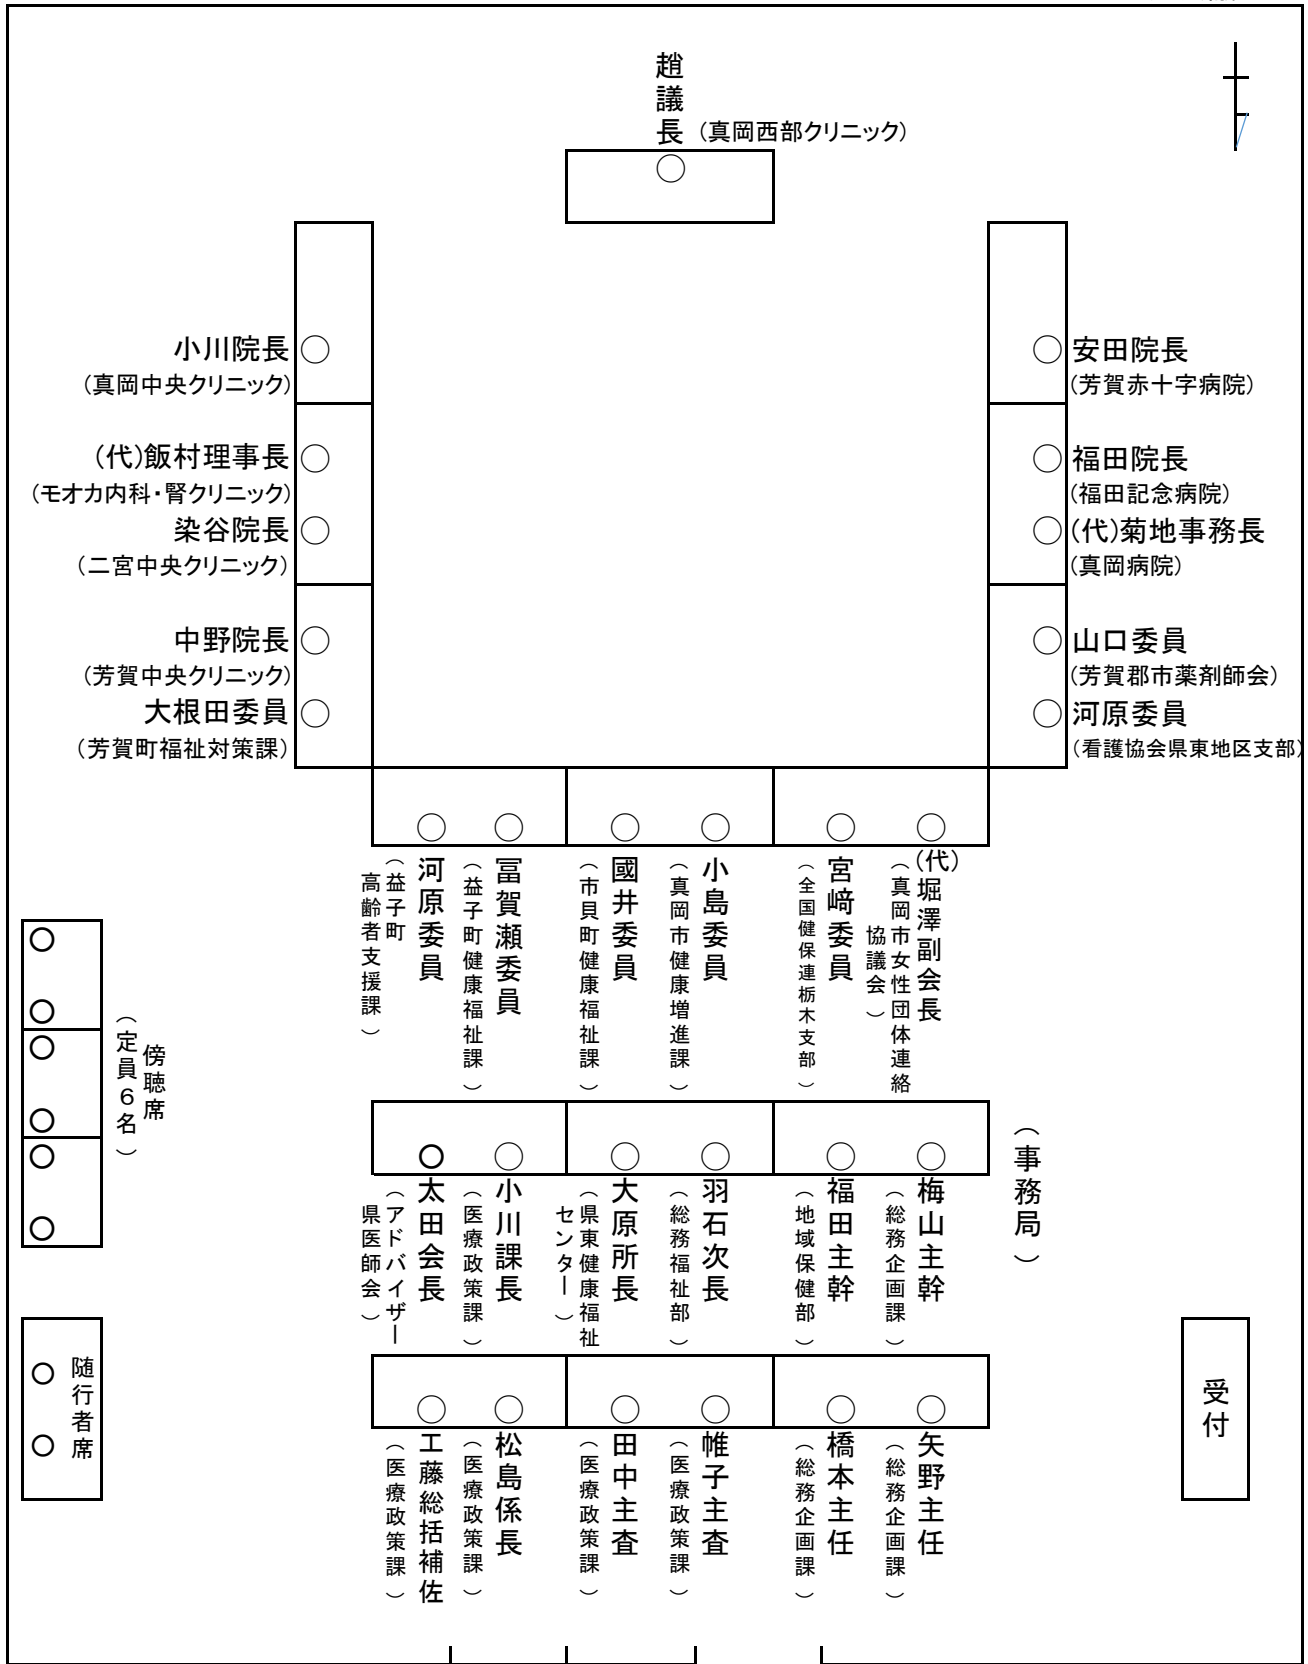 趙議長
(真岡西部クリニック)
小川院長
(真岡中央クリニック)
(代)飯村理事長
(モオカ内科・腎クリニック)
染谷院長
(二宮中央クリニック)
中野院長
(芳賀中央クリニック)
大根田委員
(芳賀町福祉対策課)
安田院長
(芳賀赤十字病院)
福田院長
(福田記念病院)
(代)菊地事務長
(真岡病院)
山口委員
(芳賀郡市薬剤師会)
河原委員
(看護協会県東地区支部)
河原委員
(益子町
高齢者支援課)
冨賀瀬委員
(益子町健康福祉課)
國井委員
(市貝町健康福祉課)
小島委員
(真岡市健康増進課)
宮﨑委員
(全国健保連栃木支部)
(代)堀澤副会長
(真岡市女性団体連絡
協議会)
傍聴席
(定員6名)
(事務局)
太田会長
(アドバイザー
県医師会)
小川課長
(医療政策課)
大原所長
(県東健康福祉
センター)
羽石次長
(総務福祉部)
福田主幹
(地域保健部)
梅山主幹
(総務企画課)
随行者席
受付
工藤総括補佐
(医療政策課)
松島係長
(医療政策課)
田中主査
(医療政策課)
帷子主査
(医療政策課)
橋本主任
(総務企画課)
矢野主任
(総務企画課)